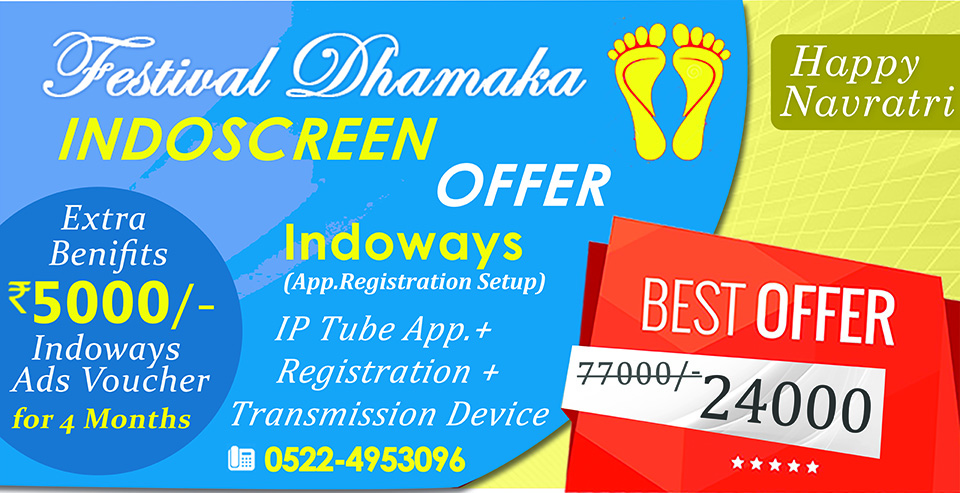 Festival Dhamaka
INDOSCREEN
OFFER
Happy
Navratri
Extra
Benifits
₹5000/-
Indoways
Ads Voucher
for 4 Months
Indoways
(App.Registration Setup)
IP Tube App.+
Registration +
Transmission Device
0522-4953096
BEST OFFER
77000/- 24000